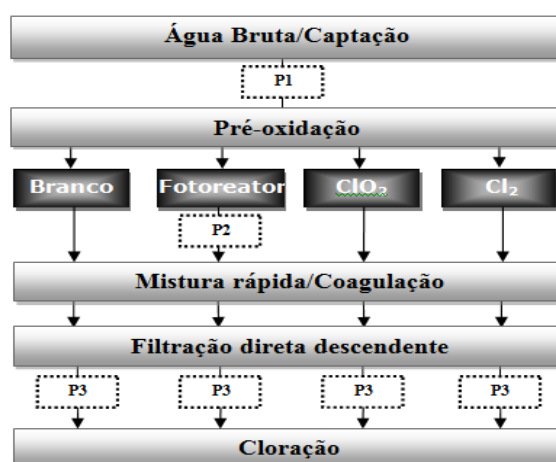 Água Bruta/Captação
P1
Pré-oxidação
Branco Fotoreator ClO₂ Cl₂
P2
Mistura rápida/Coagulação
Filtração direta descendente
P3 P3 P3 P3
Cloração